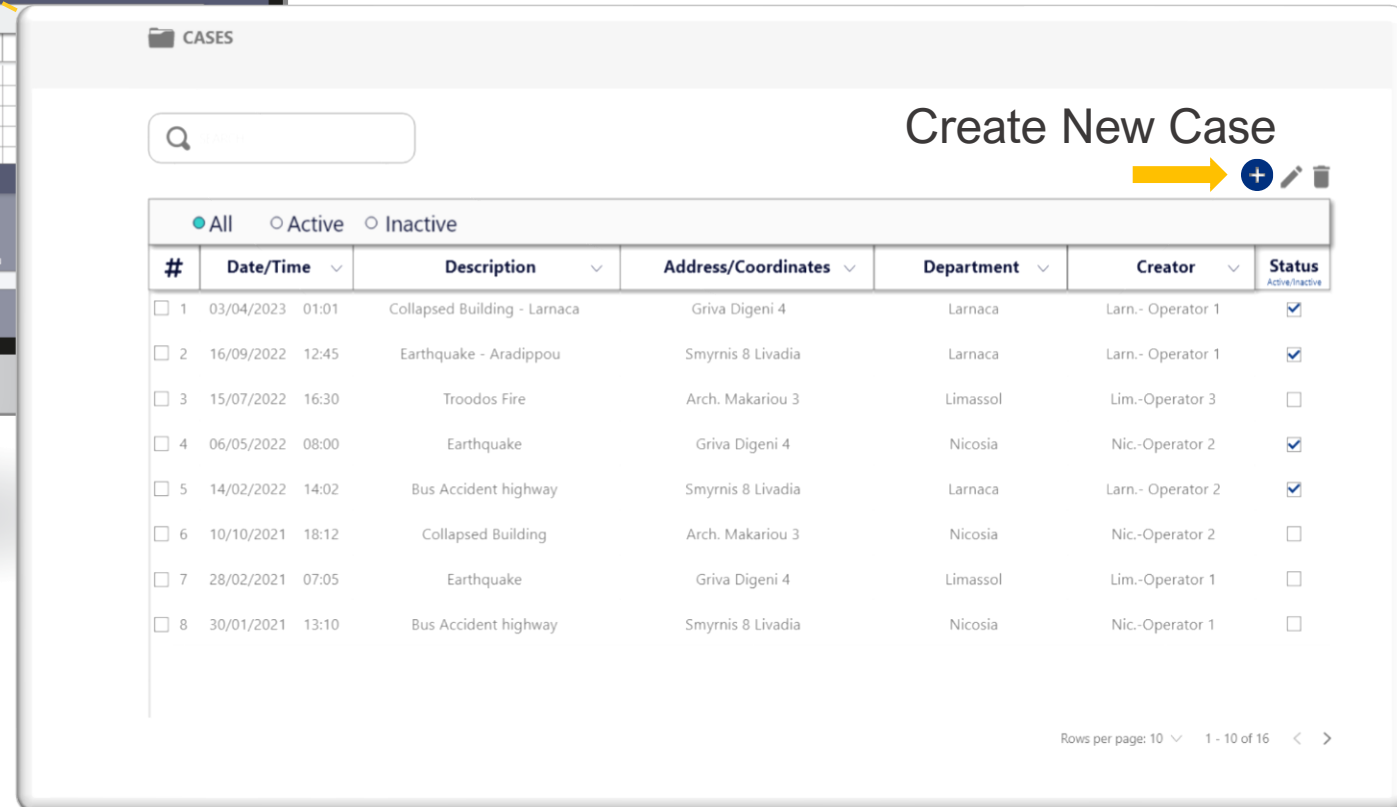 CASES
Create New Case
All Active Inactive
# Date/Time Description Address/Coordinates Department Creator Status
Active/Inactive
1 03/04/2023 01:01 Collapsed Building - Larnaca Griva Digeni 4 Larnaca Larn.- Operator 1
2 16/09/2022 12:45 Earthquake - Aradippou Smyrnis 8 Livadia Larnaca Larn.- Operator 1
3 15/07/2022 16:30 Troodos Fire Arch. Makariou 3 Limassol Lim.-Operator 3
4 06/05/2022 08:00 Earthquake Griva Digeni 4 Nicosia Nic.-Operator 2
5 14/02/2022 14:02 Bus Accident highway Smyrnis 8 Livadia Larnaca Larn.- Operator 2
6 10/10/2021 18:12 Collapsed Building Arch. Makariou 3 Nicosia Nic.-Operator 2
7 28/02/2021 07:05 Earthquake Griva Digeni 4 Limassol Lim.-Operator 1
8 30/01/2021 13:10 Bus Accident highway Smyrnis 8 Livadia Nicosia Nic.-Operator 1
Rows per page: 10 1 - 10 of 16